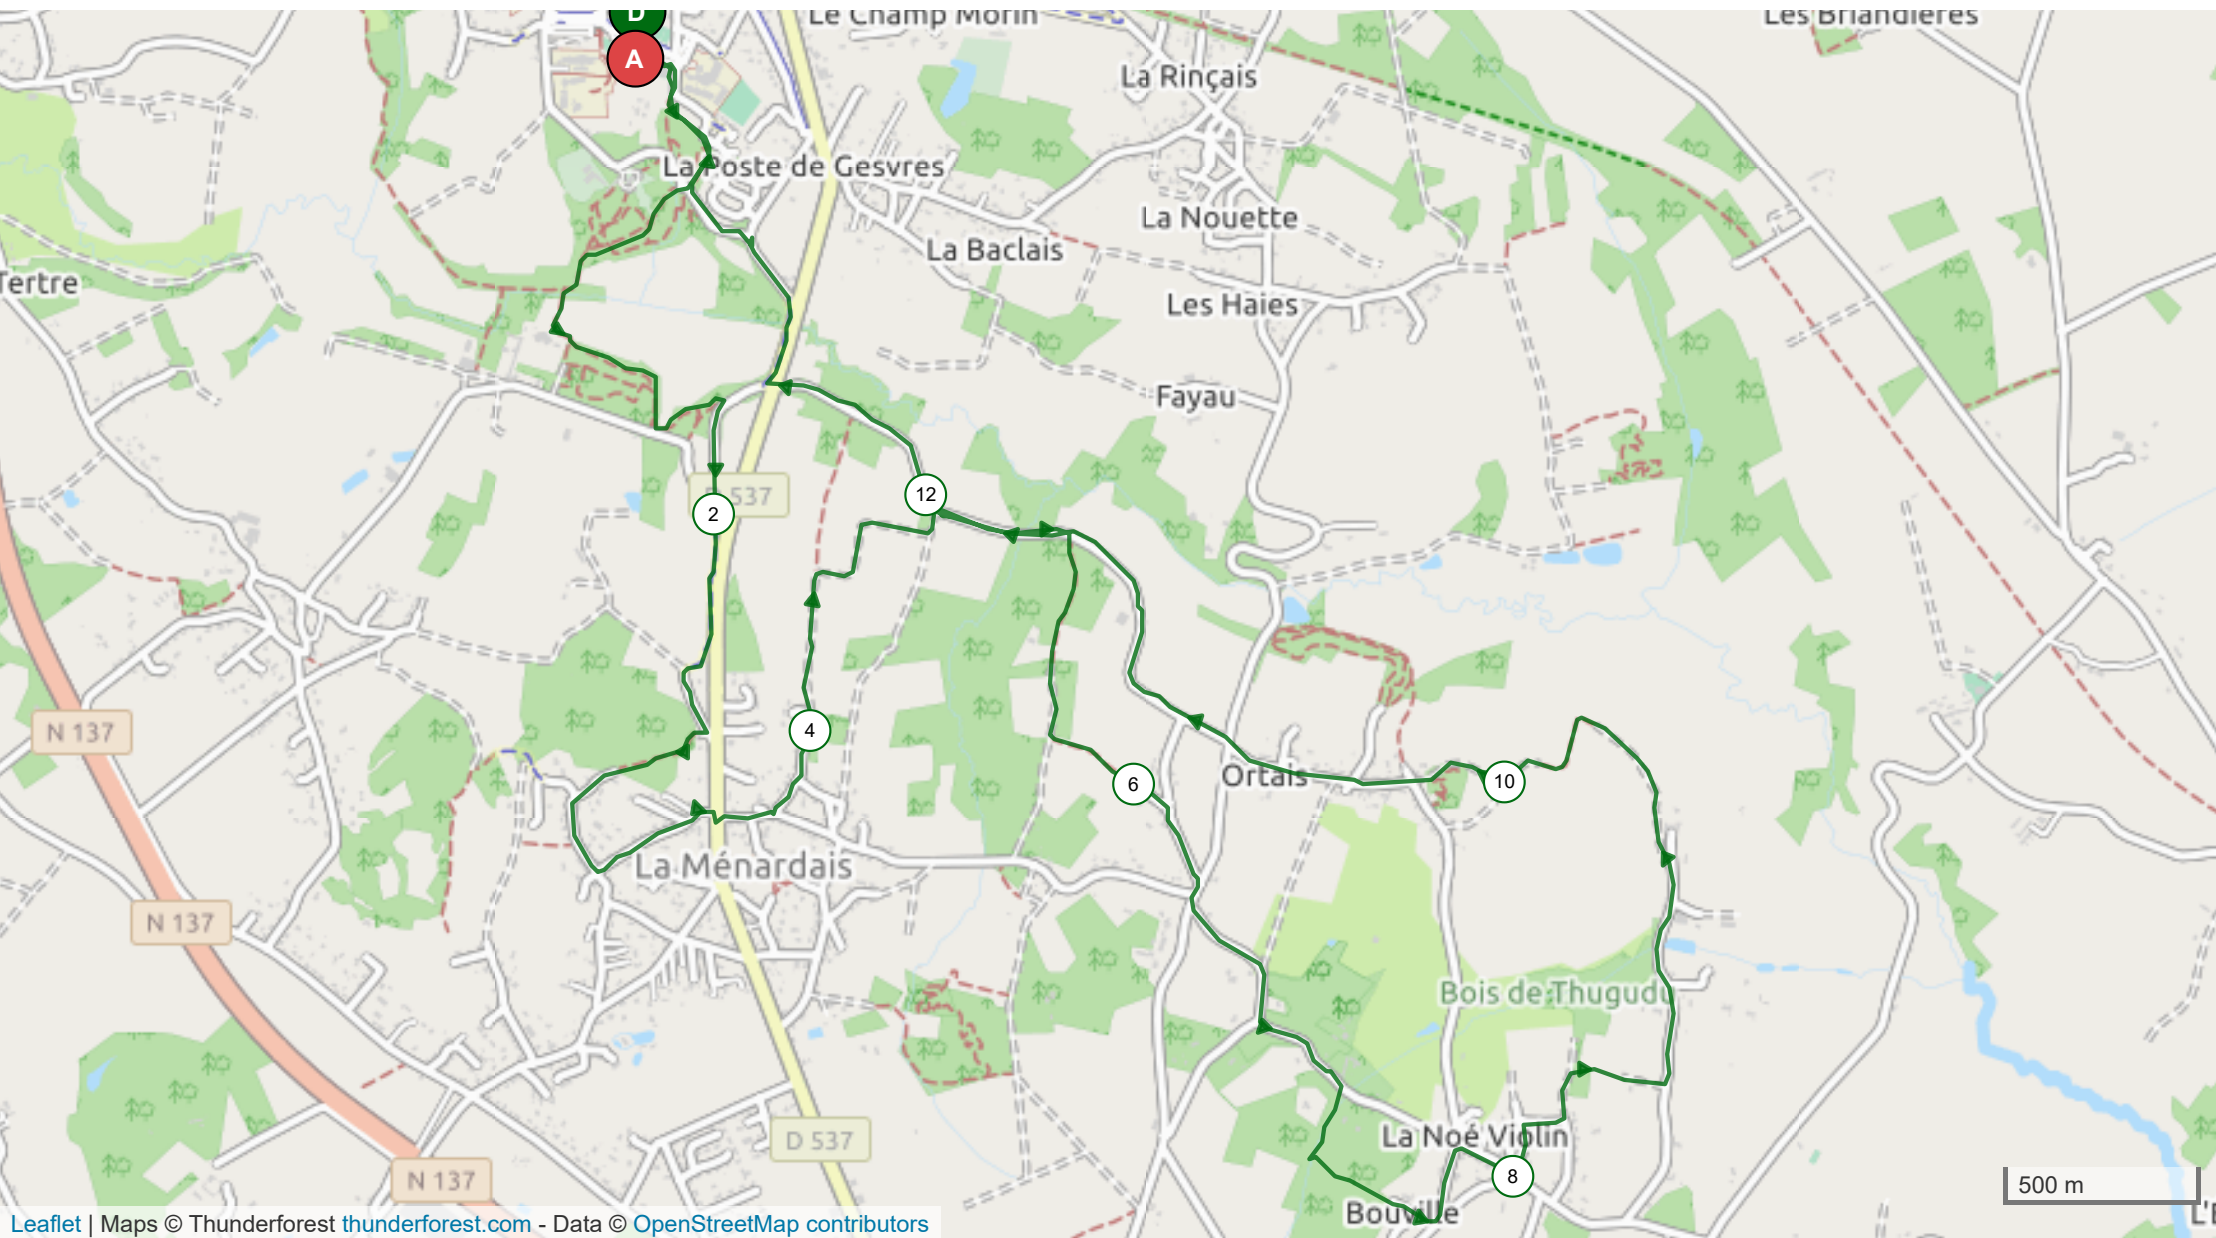 D
Le Champ Morin
Les Briandières
A
La Rinçais
La Poste de Gesvres
La Nouette
La Baclais
Tertre
Les Haies
Fayau
12
537
2
N 137
4
Ortais
6
10
La Ménardais
N 137
Bois de Thugudu
D 537
La Noé Violin
N 137
8
500 m
Bouville
Leaflet | Maps © Thunderforest thunderforest.com - Data © OpenStreetMap contributors